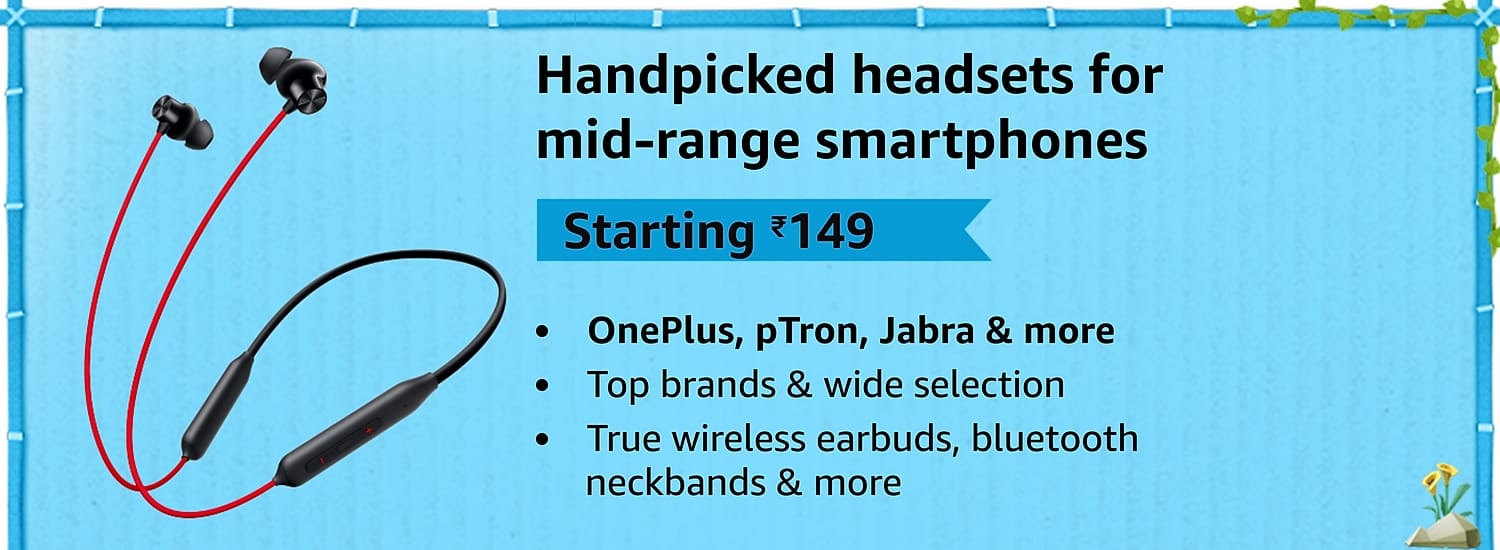 Handpicked headsets for
mid-range smartphones
Starting ₹149
• OnePlus, pTron, Jabra & more
• Top brands & wide selection
• True wireless earbuds, bluetooth
neckbands & more